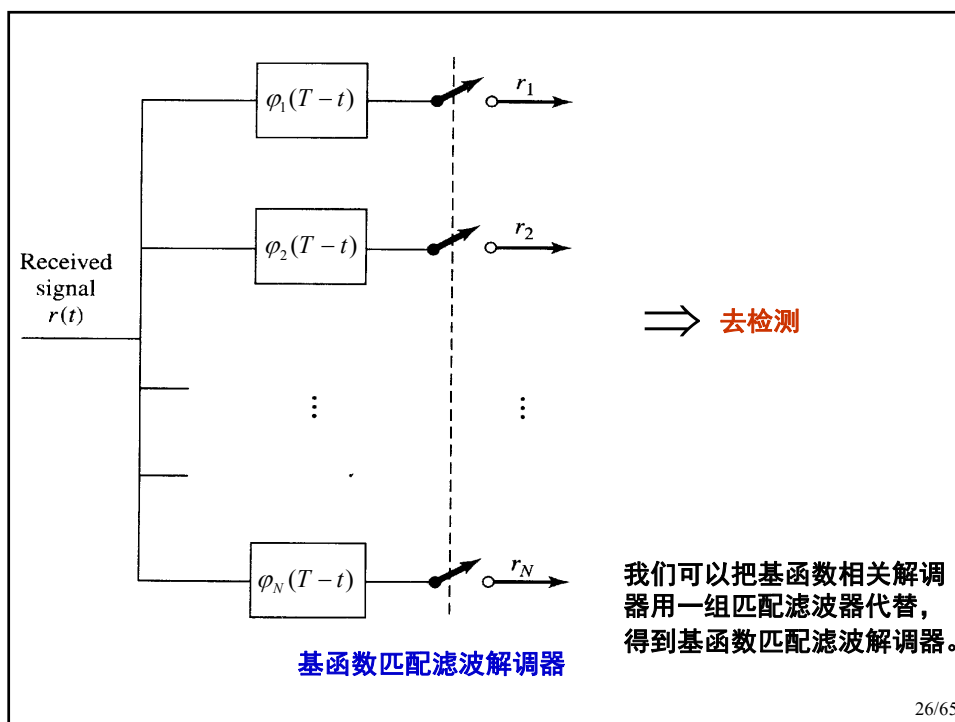 φ₁(T − t)
r₁
φ₂(T − t)
r₂
Received
signal
r(t)
⇒ 去检测
⋮ ⋮
φ_N(T − t)
r_N
我们可以把基函数相关解调
器用一组匹配滤波器代替，
得到基函数匹配滤波解调器。
基函数匹配滤波解调器
26/65